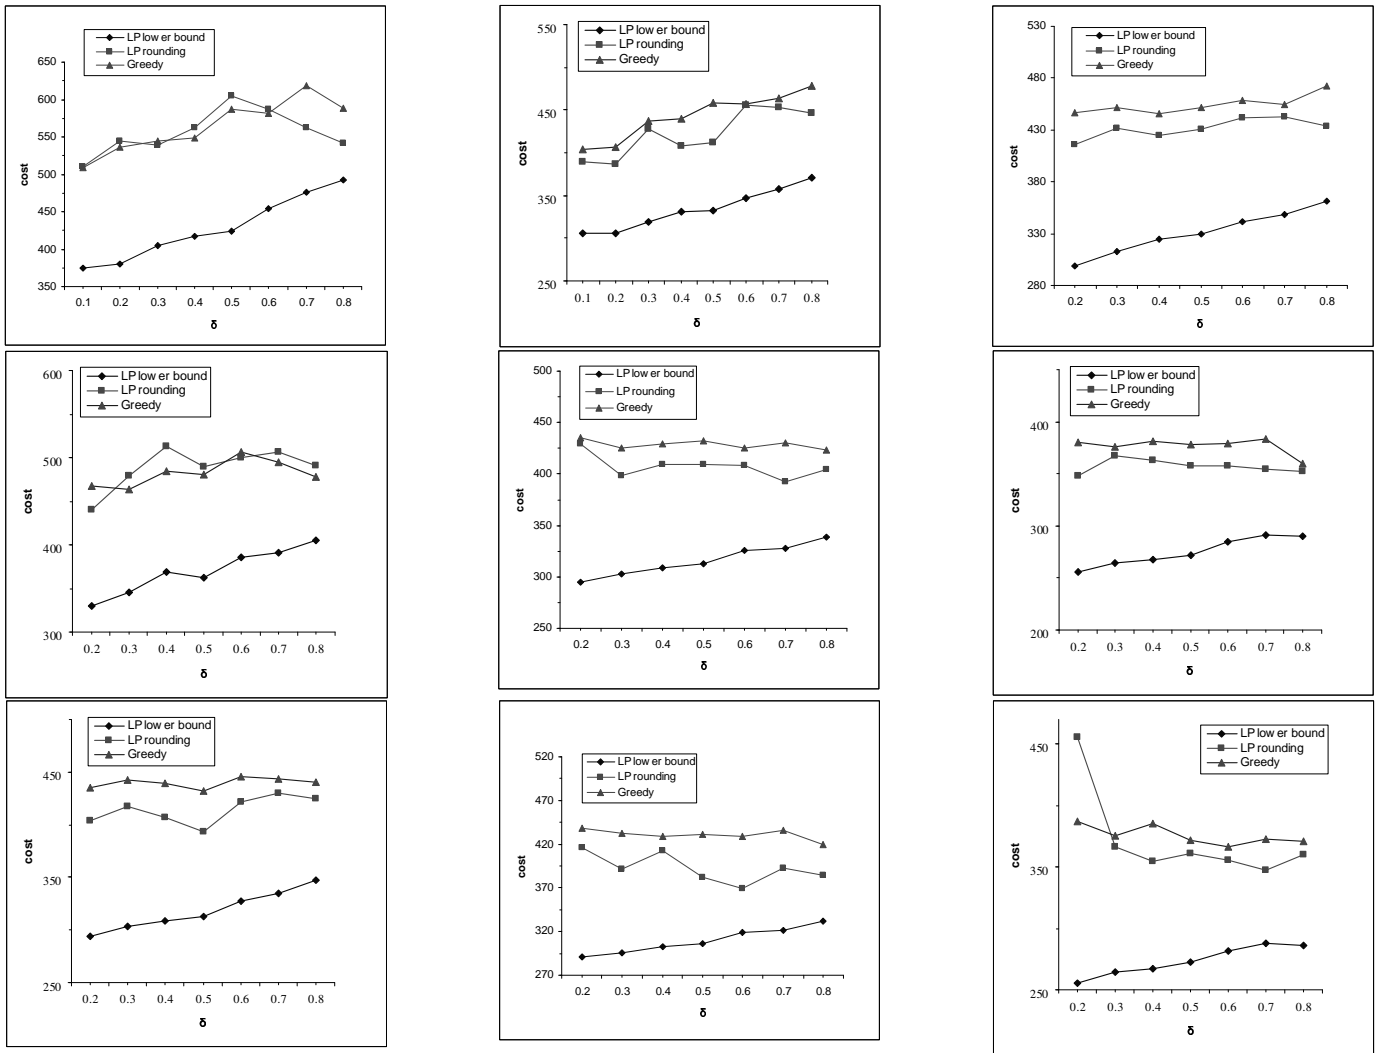 LP low er bound
LP rounding
Greedy
650
600
550
500
450
400
350
cost
0.1 0.2 0.3 0.4 0.5 0.6 0.7 0.8
δ
LP low er bound
LP rounding
Greedy
550
450
350
250
cost
0.1 0.2 0.3 0.4 0.5 0.6 0.7 0.8
δ
LP low er bound
LP rounding
Greedy
530
480
430
380
330
280
cost
0.2 0.3 0.4 0.5 0.6 0.7 0.8
δ
LP low er bound
LP rounding
Greedy
600
500
400
300
cost
0.2 0.3 0.4 0.5 0.6 0.7 0.8
δ
LP low er bound
LP rounding
Greedy
500
450
400
350
300
250
cost
0.2 0.3 0.4 0.5 0.6 0.7 0.8
δ
LP low er bound
LP rounding
Greedy
400
300
200
cost
0.2 0.3 0.4 0.5 0.6 0.7 0.8
δ
LP low er bound
LP rounding
Greedy
450
350
250
cost
0.2 0.3 0.4 0.5 0.6 0.7 0.8
δ
LP low er bound
LP rounding
Greedy
520
470
420
370
320
270
cost
0.2 0.3 0.4 0.5 0.6 0.7 0.8
δ
LP low er bound
LP rounding
Greedy
450
350
250
cost
0.2 0.3 0.4 0.5 0.6 0.7 0.8
δ